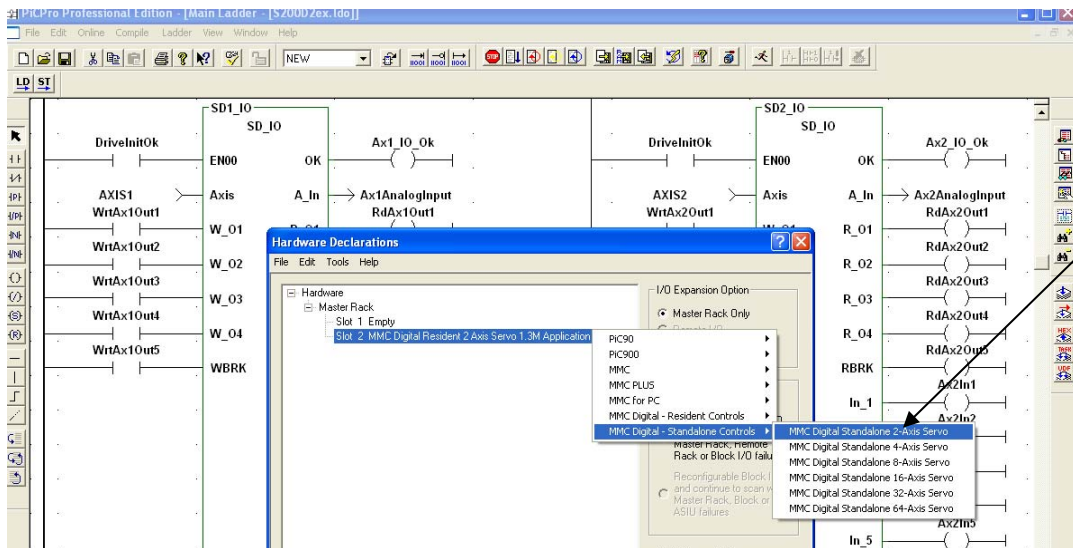 PiCPro Professional Edition - [Main Ladder - [S200D2ex.ldo]]
File Edit Online Compile Ladder View Window Help
NEW
LD ST
SD1_IO
SD_IO
DriveInitOk
EN00 OK
Ax1_IO_Ok
AXIS1
Axis A_In
Ax1AnalogInput
WrtAx1Out1
W_01
RdAx1Out1
WrtAx1Out2
W_02
WrtAx1Out3
W_03
WrtAx1Out4
W_04
WrtAx1Out5
WBRK
SD2_IO
SD_IO
DriveInitOk
EN00 OK
Ax2_IO_Ok
AXIS2
Axis A_In
Ax2AnalogInput
WrtAx2Out1
R_01
RdAx2Out1
R_02
RdAx2Out2
R_03
RdAx2Out3
R_04
RdAx2Out4
RBRK
RdAx2Out5
In_1
Ax2In1
Ax2In2
In_5
Ax2In5
HEX
TASK
UDF
Hardware Declarations
File Edit Tools Help
Hardware
Master Rack
Slot 1 Empty
Slot 2 MMC Digital Resident 2 Axis Servo 1.3M Application
I/O Expansion Option
Master Rack Only
Master Rack, Remote
Rack or Block I/O failu
Reconfigurable Block I
and continue to scan
Master Rack, Block or
ASIU failures
PiC90
PiC900
MMC
MMC PLUS
MMC for PC
MMC Digital - Resident Controls
MMC Digital - Standalone Controls
MMC Digital Standalone 2-Axis Servo
MMC Digital Standalone 4-Axis Servo
MMC Digital Standalone 8-Axiis Servo
MMC Digital Standalone 16-Axis Servo
MMC Digital Standalone 32-Axis Servo
MMC Digital Standalone 64-Axis Servo